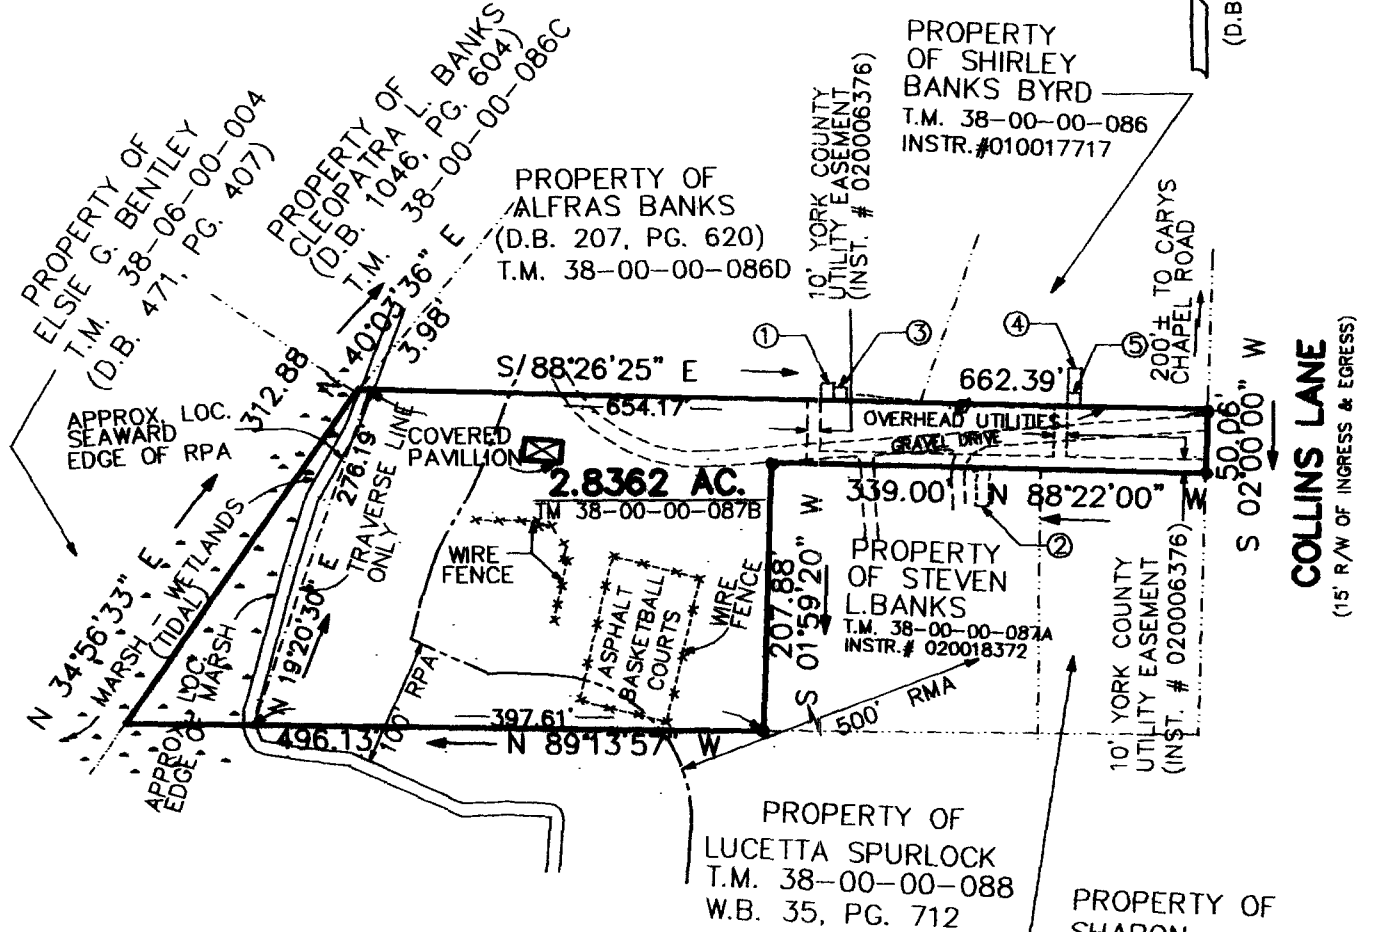 PROPERTY OF
ELSIE G. BENTLEY
T.M. 38-06-00-004
(D.B. 471, PG. 407)
PROPERTY OF
CLEOPATRA L. BANKS
(D.B. 1046, PG. 604)
T.M. 38-00-00-086C
PROPERTY OF
ALFRAS BANKS
(D.B. 207, PG. 620)
T.M. 38-00-00-086D
10' YORK COUNTY
UTILITY EASEMENT
(INST. # 020006376)
PROPERTY
OF SHIRLEY
BANKS BYRD
T.M. 38-00-00-086
INSTR.#010017717
(D.B.
200'± TO CARYS
CHAPEL ROAD
N 40°03'36" E
3.98'
312.88
S 88°26'25" E
662.39'
654.17'
1
3
4
5
APPROX. LOC.
SEAWARD
EDGE OF RPA
COVERED
PAVILLION
OVERHEAD UTILITIES
GRAVEL DRIVE
50.06'
S 02°00'00" W
COLLINS LANE
(15' R/W OF INGRESS & EGRESS)
276.19'
TRAVERSE LINE
ONLY
2.8362 AC.
TM 38-00-00-087B
339.00'
N 88°22'00" W
2
WIRE
FENCE
WIRE
FENCE
ASPHALT
BASKETBALL
COURTS
207.88'
S 01°59'20" W
PROPERTY
OF STEVEN
L.BANKS
T.M. 38-00-00-087A
INSTR.# 020018372
10' YORK COUNTY
UTILITY EASEMENT
(INST. # 020006376)
N 34°56'33" E
MARSH - WETLANDS
(TIDAL)
N 19°20'30" E
APPROX. LOC.
EDGE OF MARSH
100' RPA
397.61'
496.13'
N 89°13'57" W
500' RMA
PROPERTY OF
LUCETTA SPURLOCK
T.M. 38-00-00-088
W.B. 35, PG. 712
PROPERTY OF
SHARON